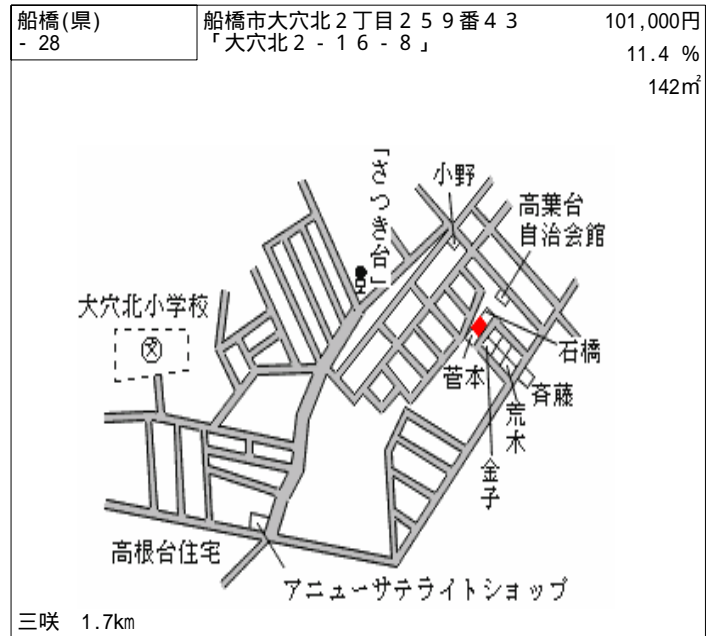 船橋(県)
- 28
船橋市大穴北２丁目２５９番４３
「大穴北２－１６－８」
101,000円
11.4 %
142㎡
「さつき台」
小野
高葉台
自治会館
大穴北小学校
文
石橋
菅本
斉藤
荒木
金子
高根台住宅
アニューサテライトショップ
三咲 1.7km